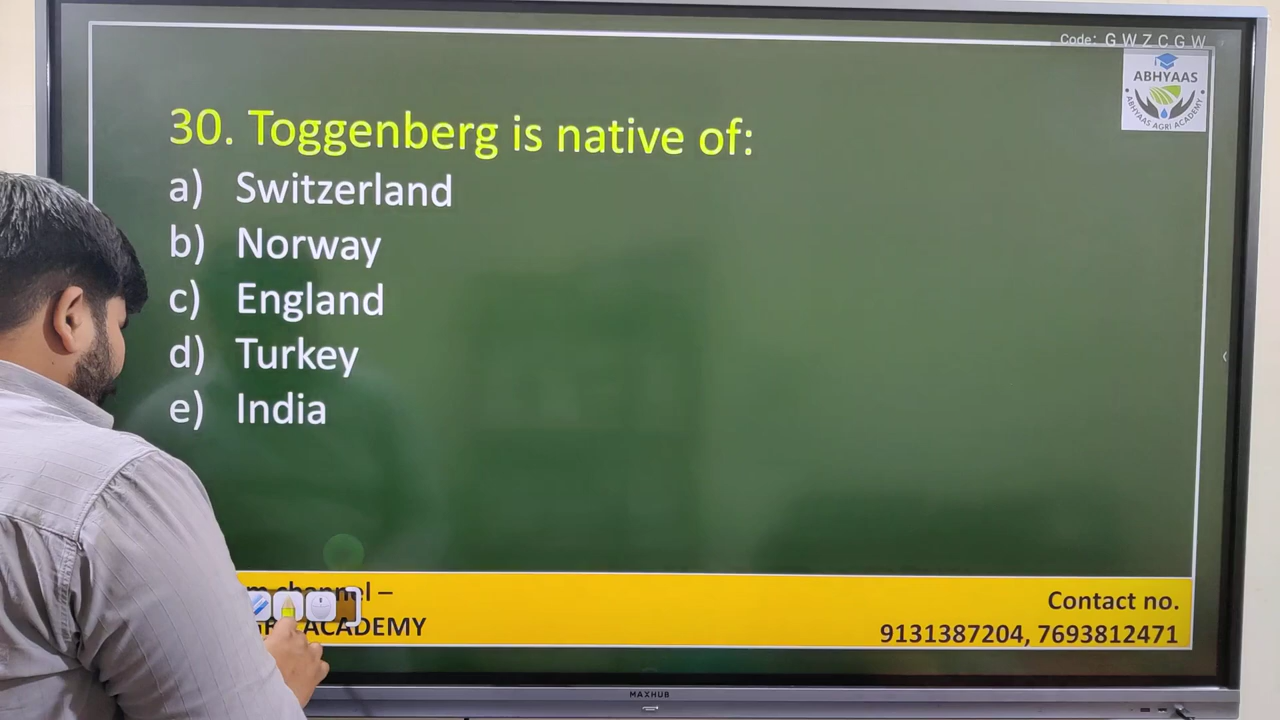 Code: G W Z C G W
ABHYAAS
ABHYAAS AGRI ACADEMY
30. Toggenberg is native of:
a) Switzerland
b) Norway
c) England
d) Turkey
e) India
channel –
ACADEMY
Contact no.
9131387204, 7693812471
MAXHUB